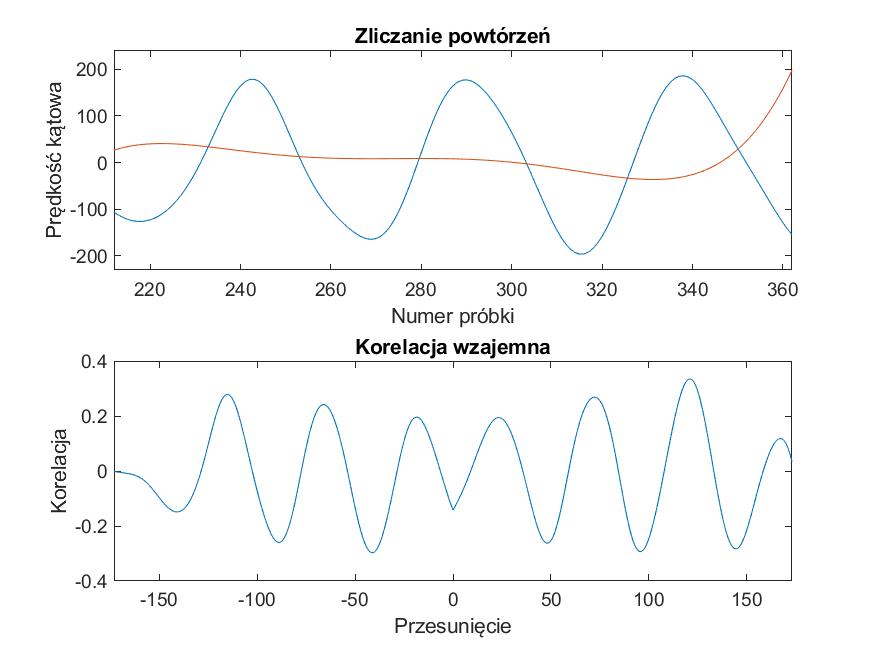 Zliczanie powtórzeń
200
100
0
-100
-200
Prędkość kątowa
220 240 260 280 300 320 340 360
Numer próbki
Korelacja wzajemna
0.4
0.2
0
-0.2
-0.4
Korelacja
-150 -100 -50 0 50 100 150
Przesunięcie